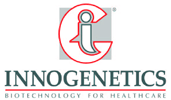 INNOGENETICS
BIOTECHNOLOGY FOR HEALTHCARE